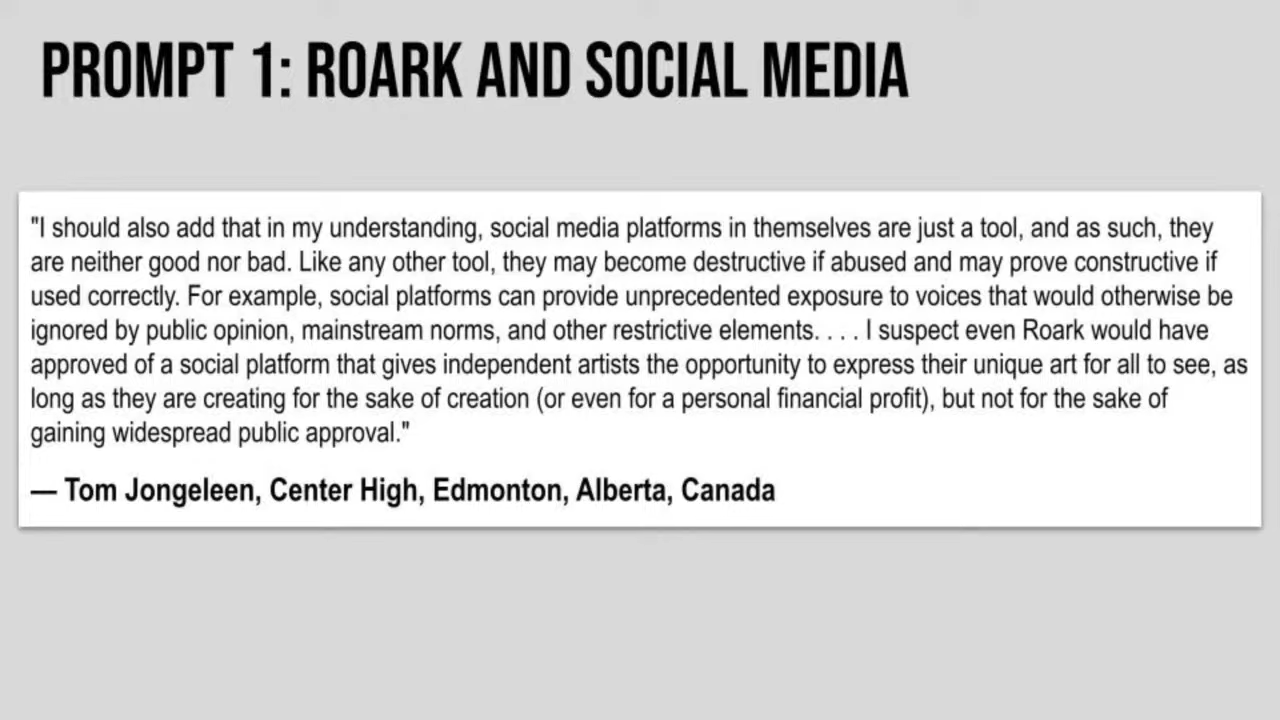 PROMPT 1: ROARK AND SOCIAL MEDIA
"I should also add that in my understanding, social media platforms in themselves are just a tool, and as such, they
are neither good nor bad. Like any other tool, they may become destructive if abused and may prove constructive if
used correctly. For example, social platforms can provide unprecedented exposure to voices that would otherwise be
ignored by public opinion, mainstream norms, and other restrictive elements. . . . I suspect even Roark would have
approved of a social platform that gives independent artists the opportunity to express their unique art for all to see, as
long as they are creating for the sake of creation (or even for a personal financial profit), but not for the sake of
gaining widespread public approval."
— Tom Jongeleen, Center High, Edmonton, Alberta, Canada